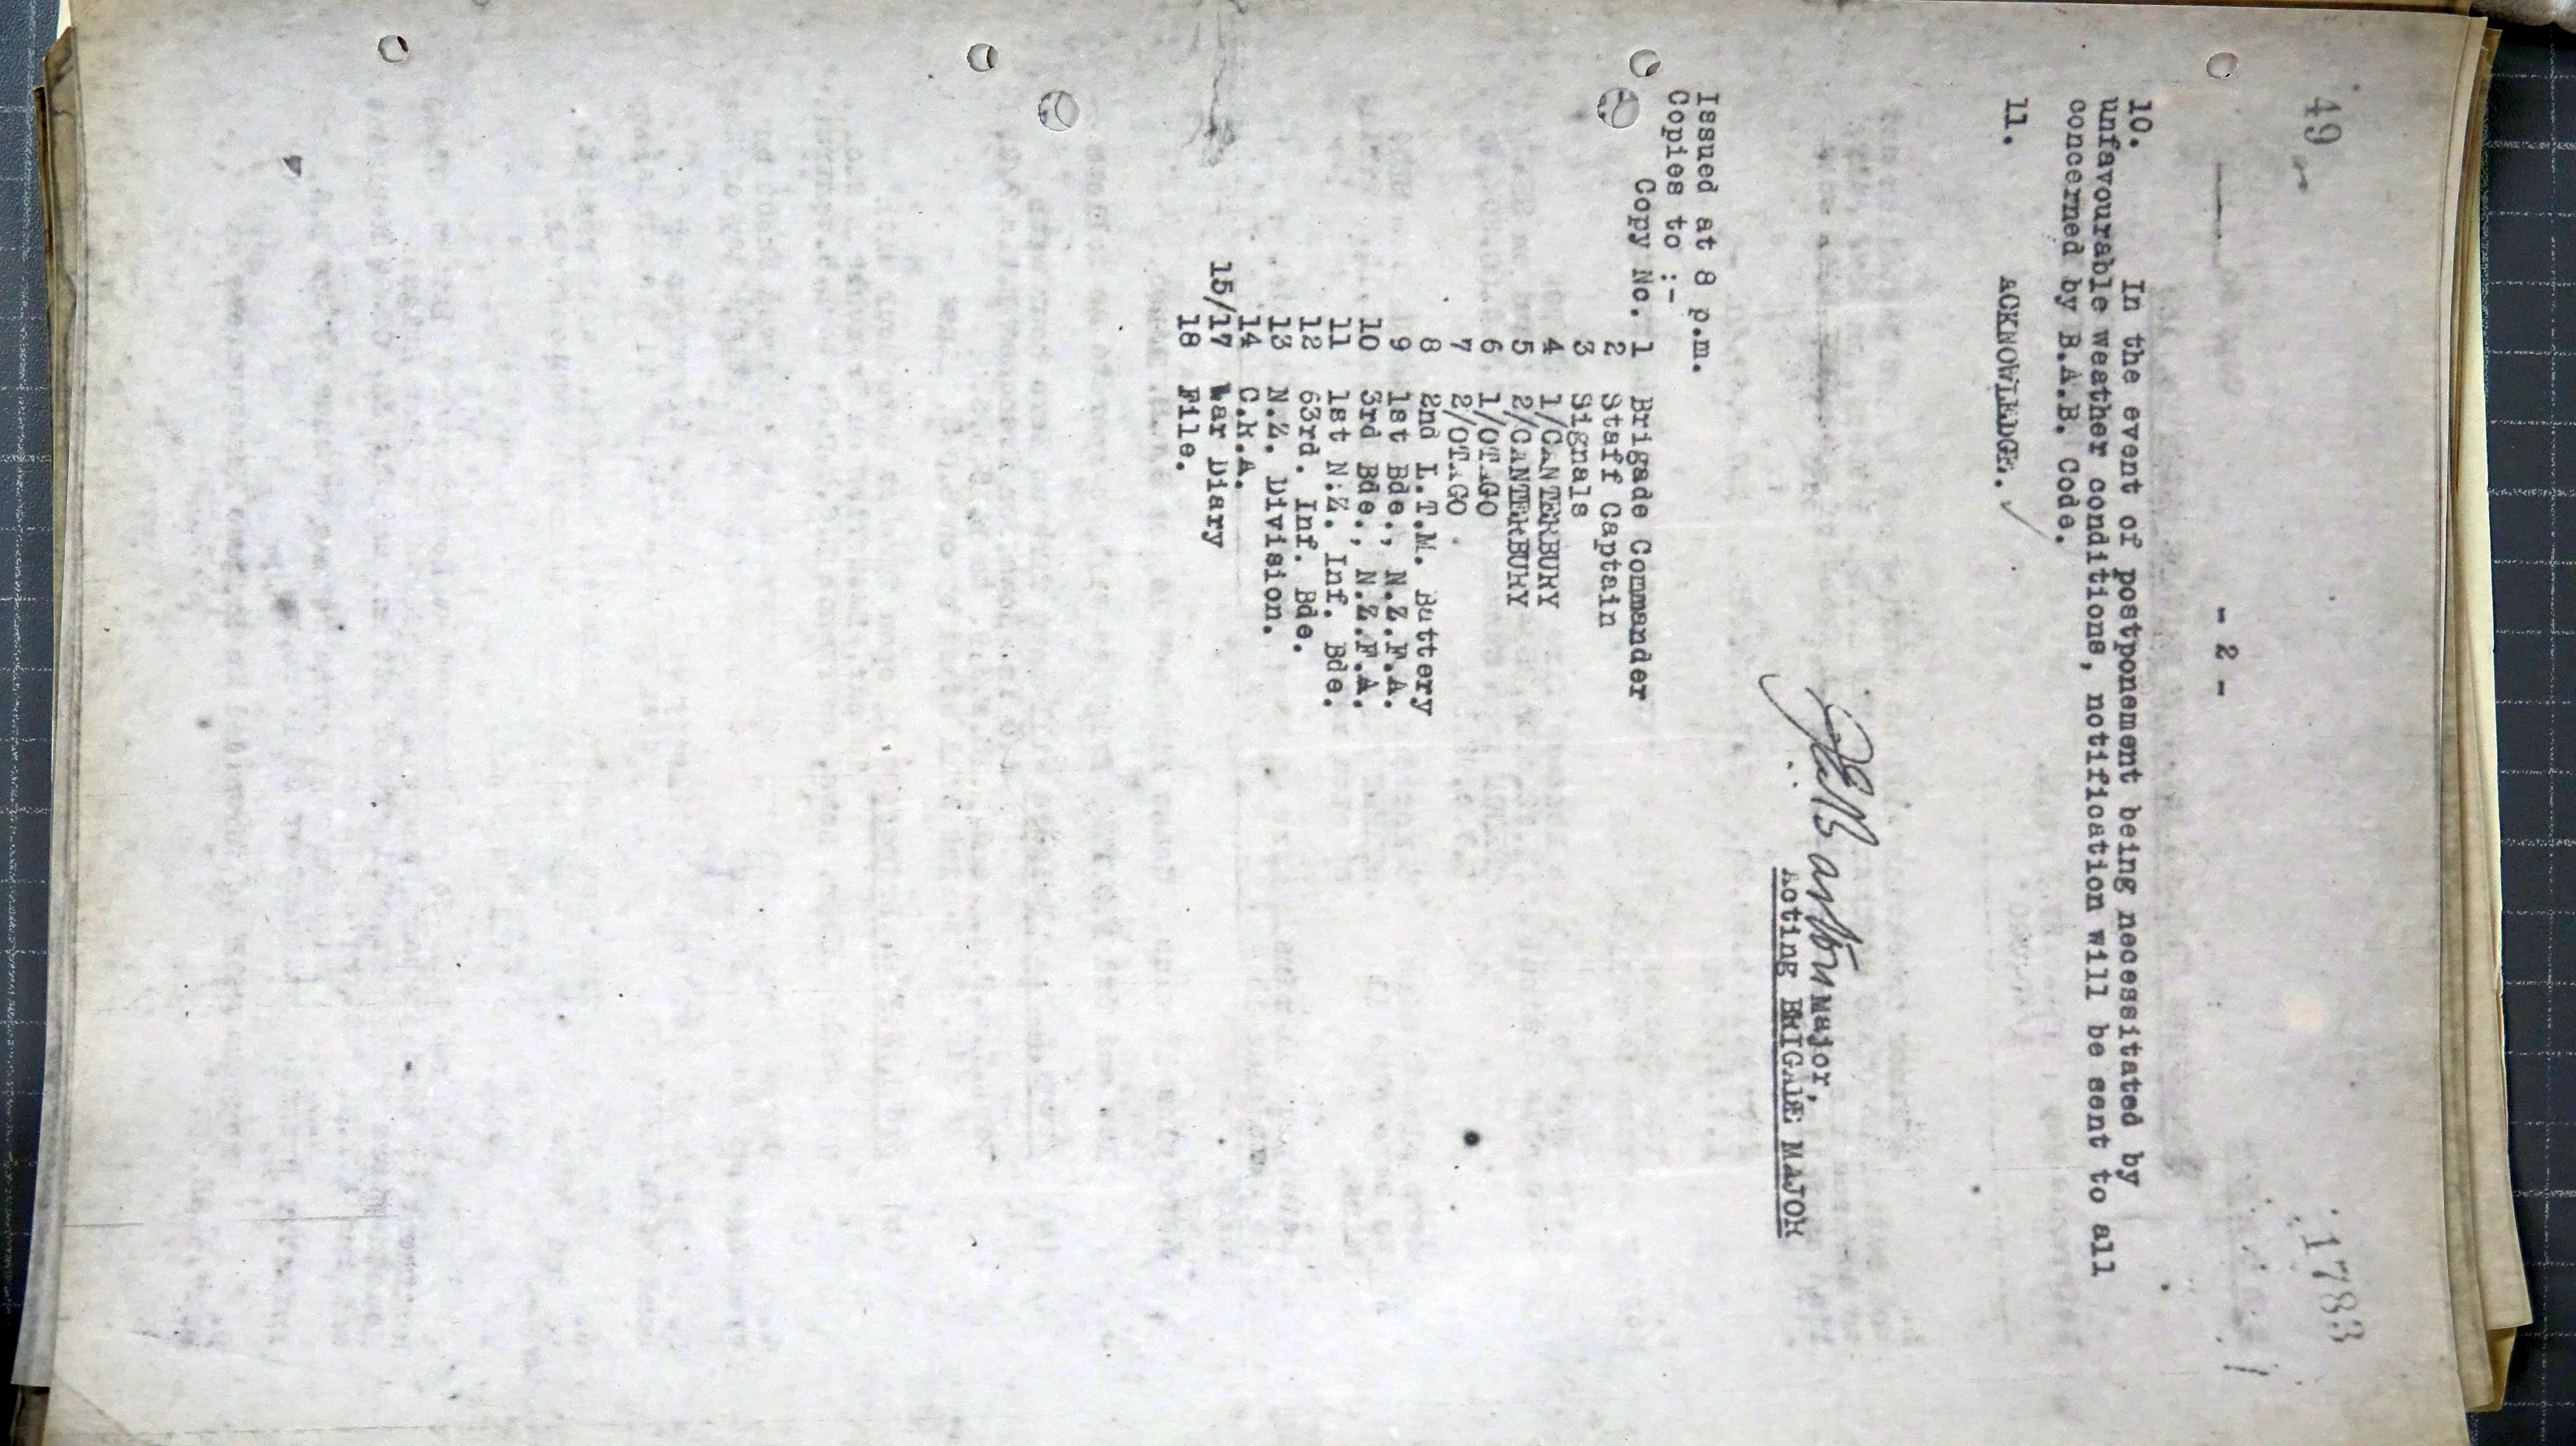 49
1783
- 2 -
10. In the event of postponement being necessitated by
unfavourable weather conditions, notification will be sent to all
concerned by B.A.B. Code.
11. ACKNOWLEDGE.
Major,
Acting BRIGADE MAJOR
Issued at 8 p.m.
Copies to :-
Copy No. 1 Brigade Commander
2 Staff Captain
3 Signals
4 1/CANTERBURY
5 2/CANTERBURY
6 1/OTAGO
7 2/OTAGO
8 2nd L.T.M. Buttery
9 1st Bde., N.Z.F.A.
10 3rd Bde., N.Z.F.A.
11 1st N.Z. Inf. Bde.
12 63rd. Inf. Bde.
13 N.Z. Division.
14 C.R.A.
15/17 War Diary
18 File.